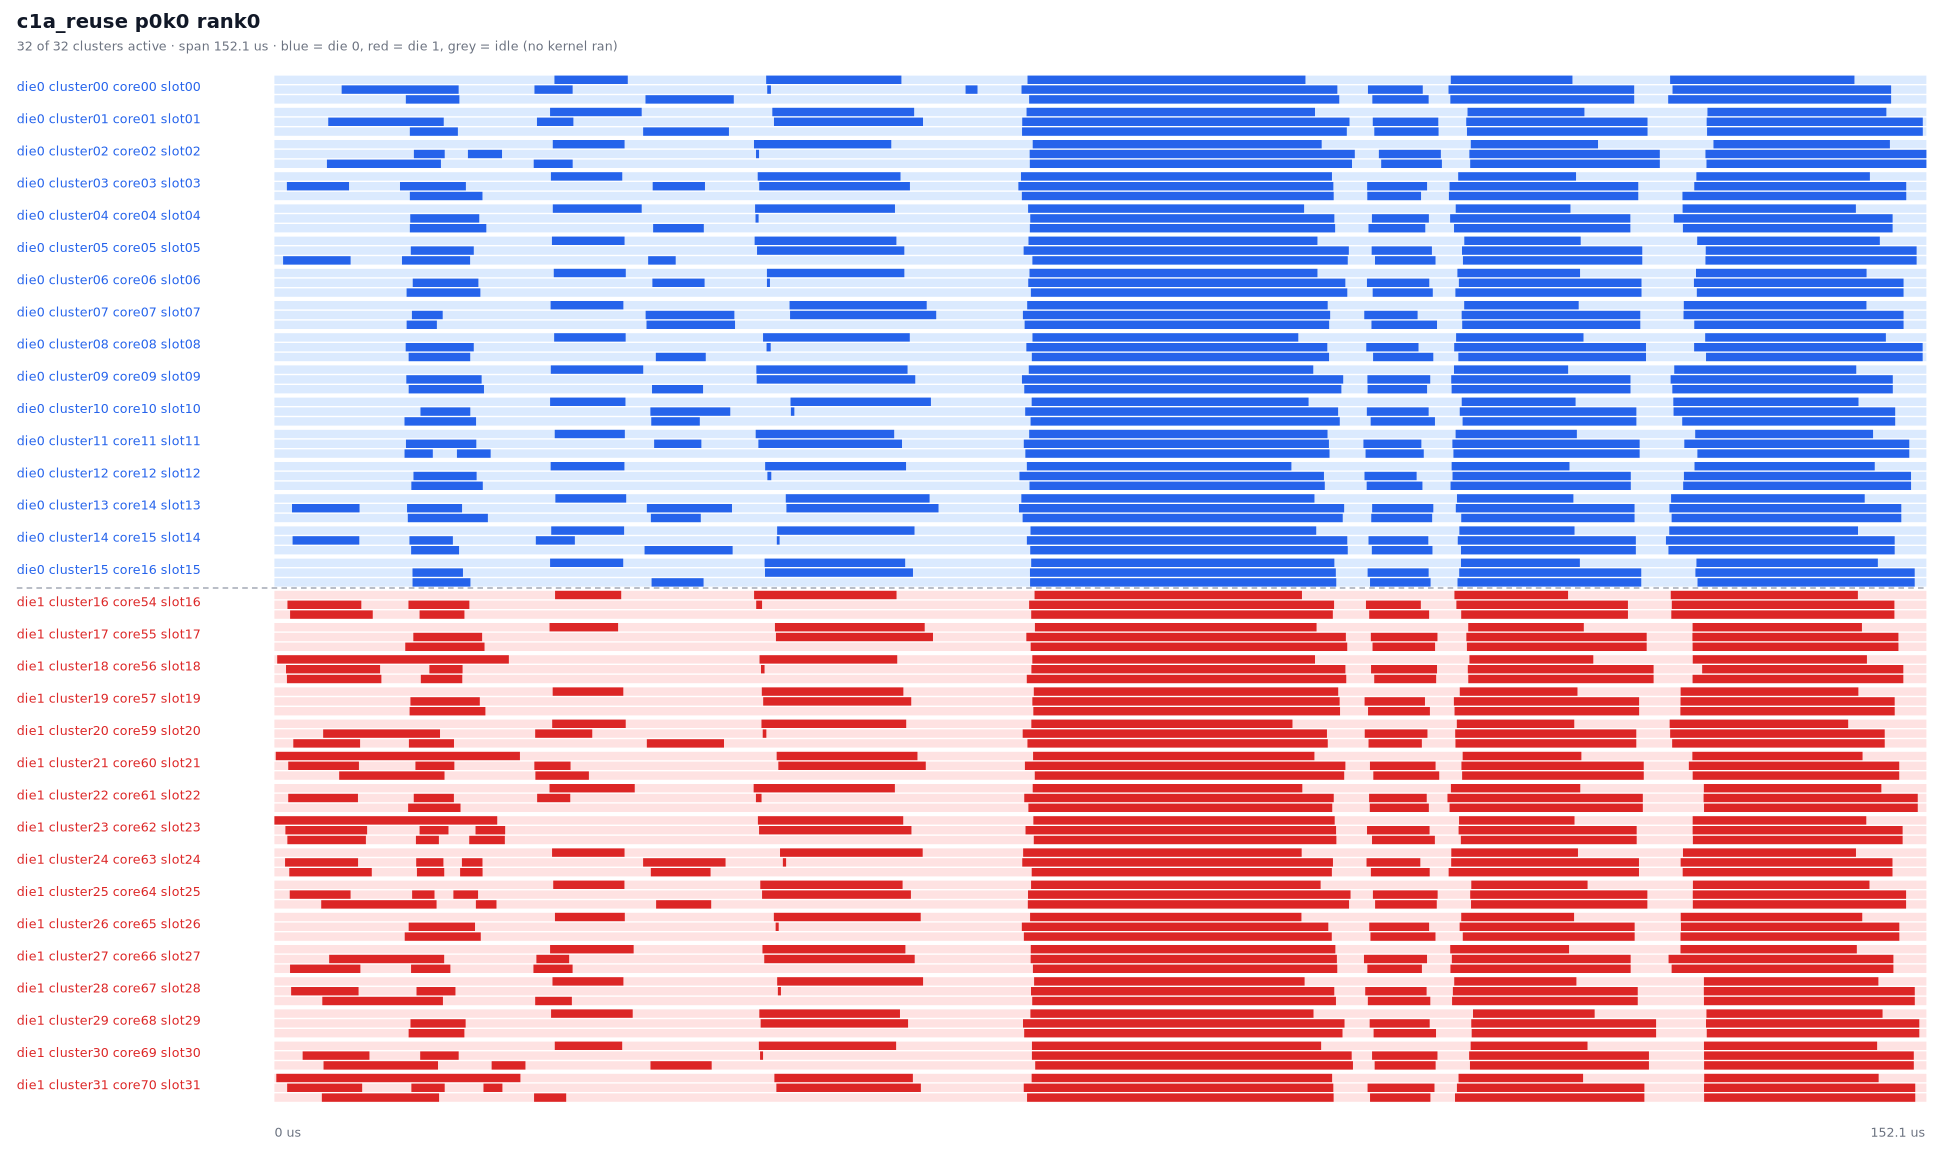 c1a_reuse p0k0 rank0
32 of 32 clusters active · span 152.1 us · blue = die 0, red = die 1, grey = idle (no kernel ran)
die0 cluster00 core00 slot00
die0 cluster01 core01 slot01
die0 cluster02 core02 slot02
die0 cluster03 core03 slot03
die0 cluster04 core04 slot04
die0 cluster05 core05 slot05
die0 cluster06 core06 slot06
die0 cluster07 core07 slot07
die0 cluster08 core08 slot08
die0 cluster09 core09 slot09
die0 cluster10 core10 slot10
die0 cluster11 core11 slot11
die0 cluster12 core12 slot12
die0 cluster13 core14 slot13
die0 cluster14 core15 slot14
die0 cluster15 core16 slot15
die1 cluster16 core54 slot16
die1 cluster17 core55 slot17
die1 cluster18 core56 slot18
die1 cluster19 core57 slot19
die1 cluster20 core59 slot20
die1 cluster21 core60 slot21
die1 cluster22 core61 slot22
die1 cluster23 core62 slot23
die1 cluster24 core63 slot24
die1 cluster25 core64 slot25
die1 cluster26 core65 slot26
die1 cluster27 core66 slot27
die1 cluster28 core67 slot28
die1 cluster29 core68 slot29
die1 cluster30 core69 slot30
die1 cluster31 core70 slot31
0 us
152.1 us